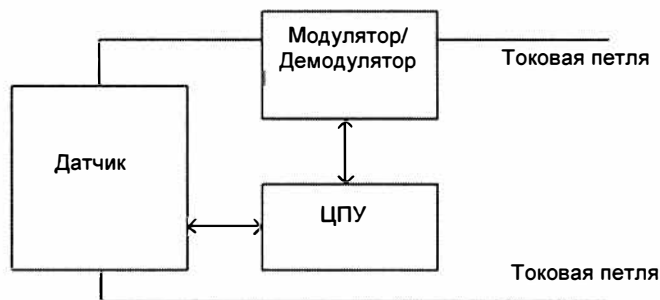 Модулятор/
Демодулятор
Токовая петля
Датчик
ЦПУ
Токовая петля